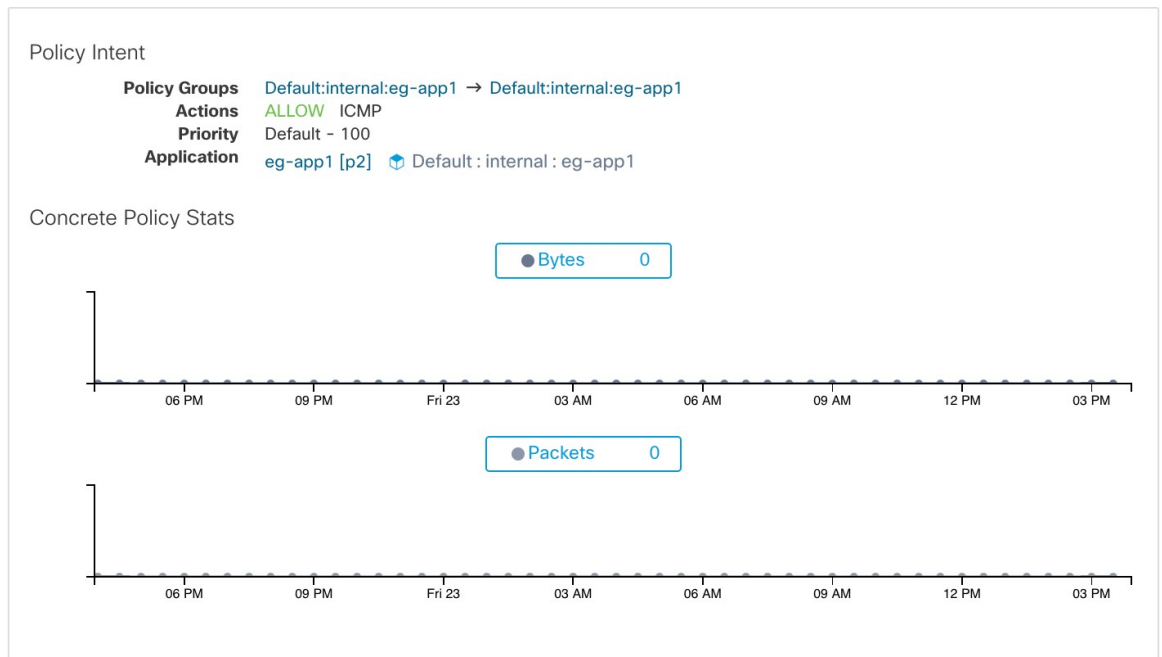 Policy Intent
Policy Groups Default:internal:eg-app1 → Default:internal:eg-app1
Actions ALLOW ICMP
Priority Default - 100
Application eg-app1 [p2] Default : internal : eg-app1
Concrete Policy Stats
Bytes 0
06 PM 09 PM Fri 23 03 AM 06 AM 09 AM 12 PM 03 PM
Packets 0
06 PM 09 PM Fri 23 03 AM 06 AM 09 AM 12 PM 03 PM